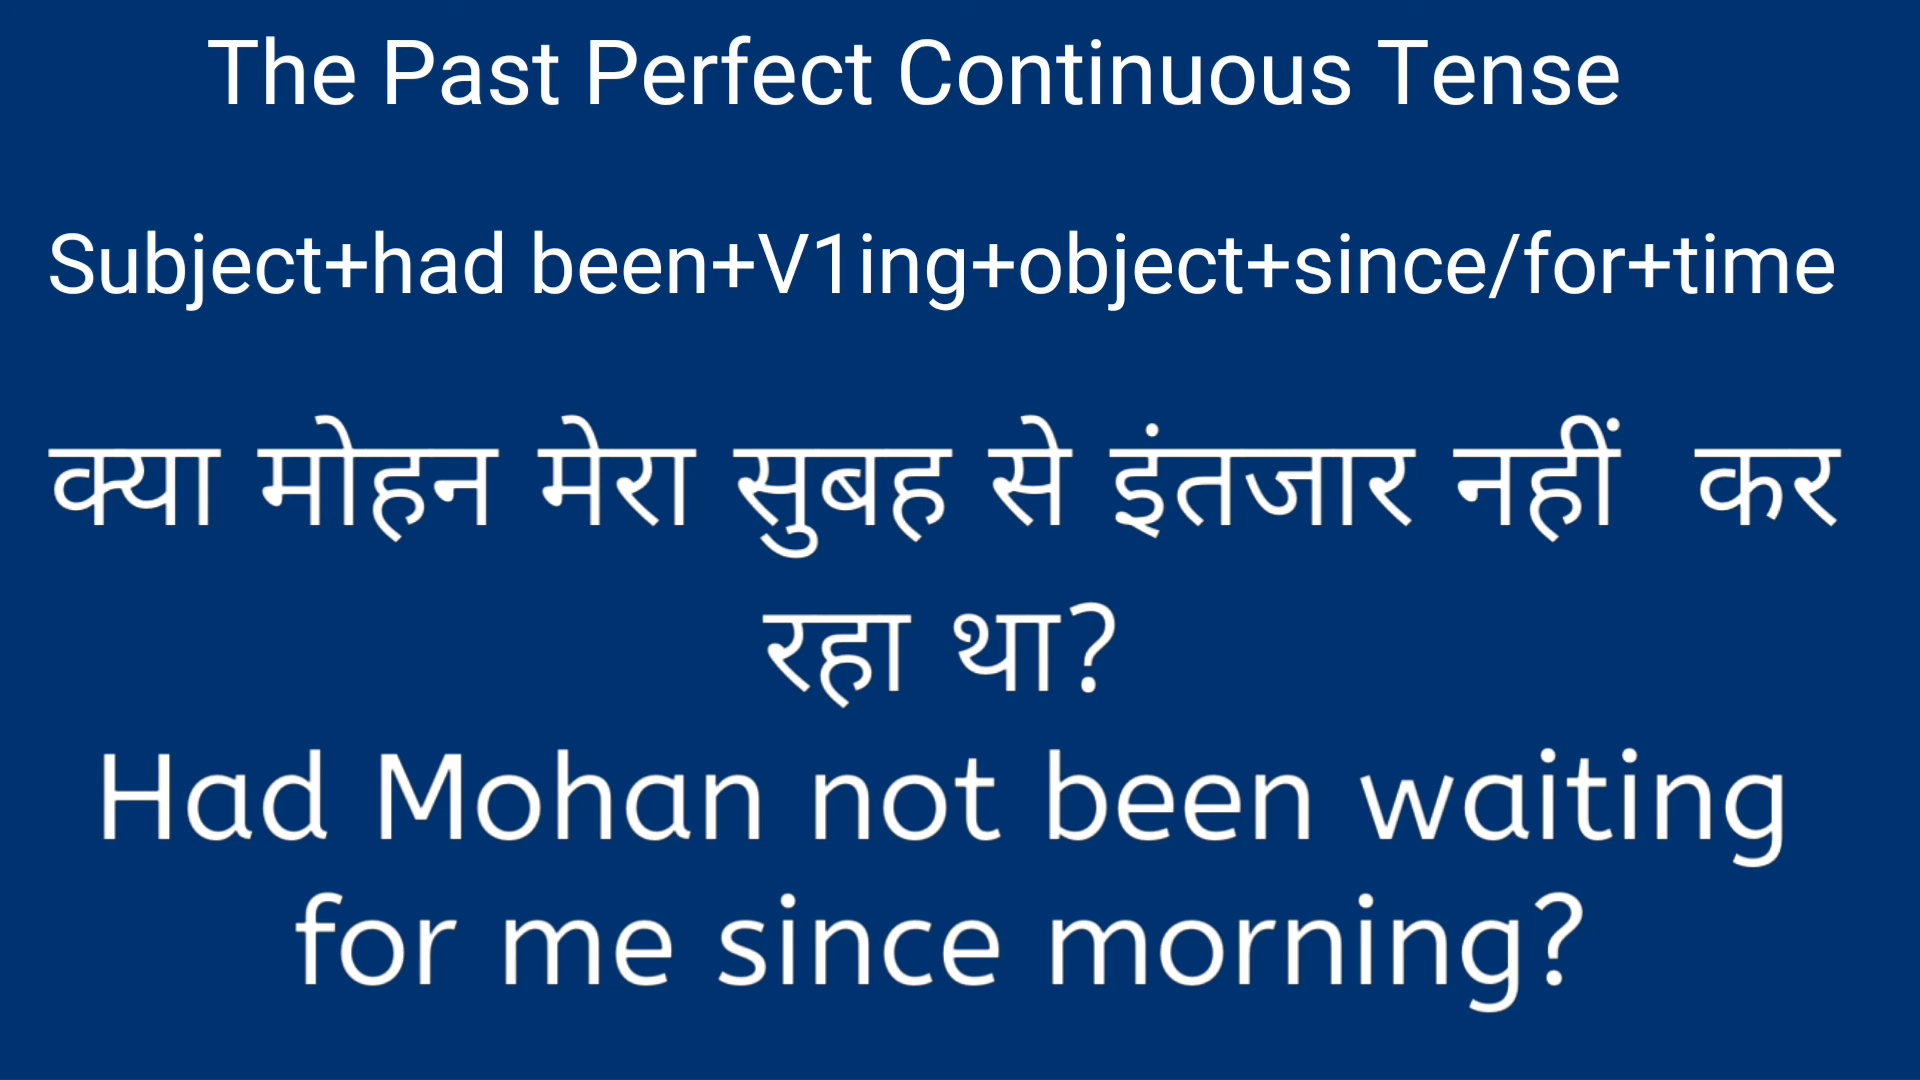 The Past Perfect Continuous Tense
Subject+had been+V1ing+object+since/for+time
क्या मोहन मेरा सुबह से इंतजार नहीं कर
रहा था?
Had Mohan not been waiting
for me since morning?